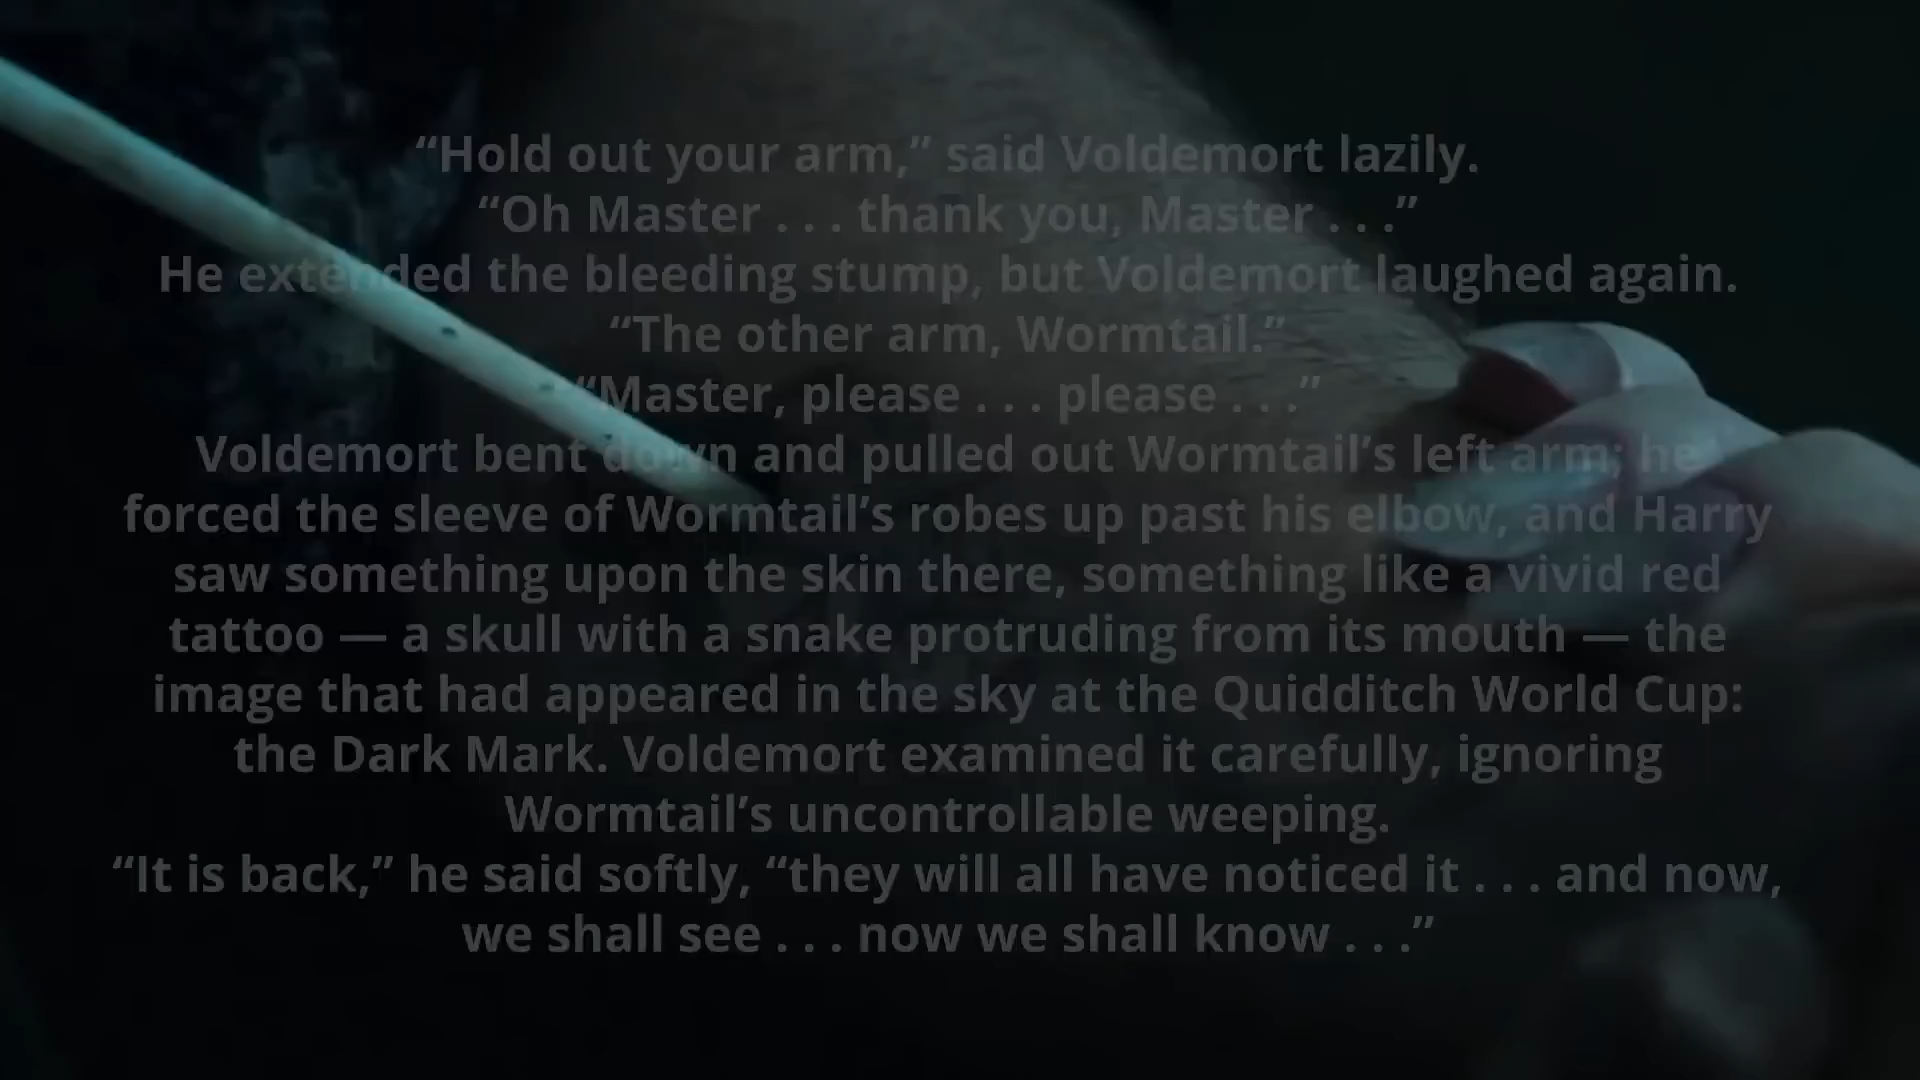 “Hold out your arm,” said Voldemort lazily.
“Oh Master . . . thank you, Master . . .”
He extended the bleeding stump, but Voldemort laughed again.
“The other arm, Wormtail.”
“Master, please . . . please . . .”
Voldemort bent down and pulled out Wormtail’s left arm; he
forced the sleeve of Wormtail’s robes up past his elbow, and Harry
saw something upon the skin there, something like a vivid red
tattoo — a skull with a snake protruding from its mouth — the
image that had appeared in the sky at the Quidditch World Cup:
the Dark Mark. Voldemort examined it carefully, ignoring
Wormtail’s uncontrollable weeping.
“It is back,” he said softly, “they will all have noticed it . . . and now,
we shall see . . . now we shall know . . .”